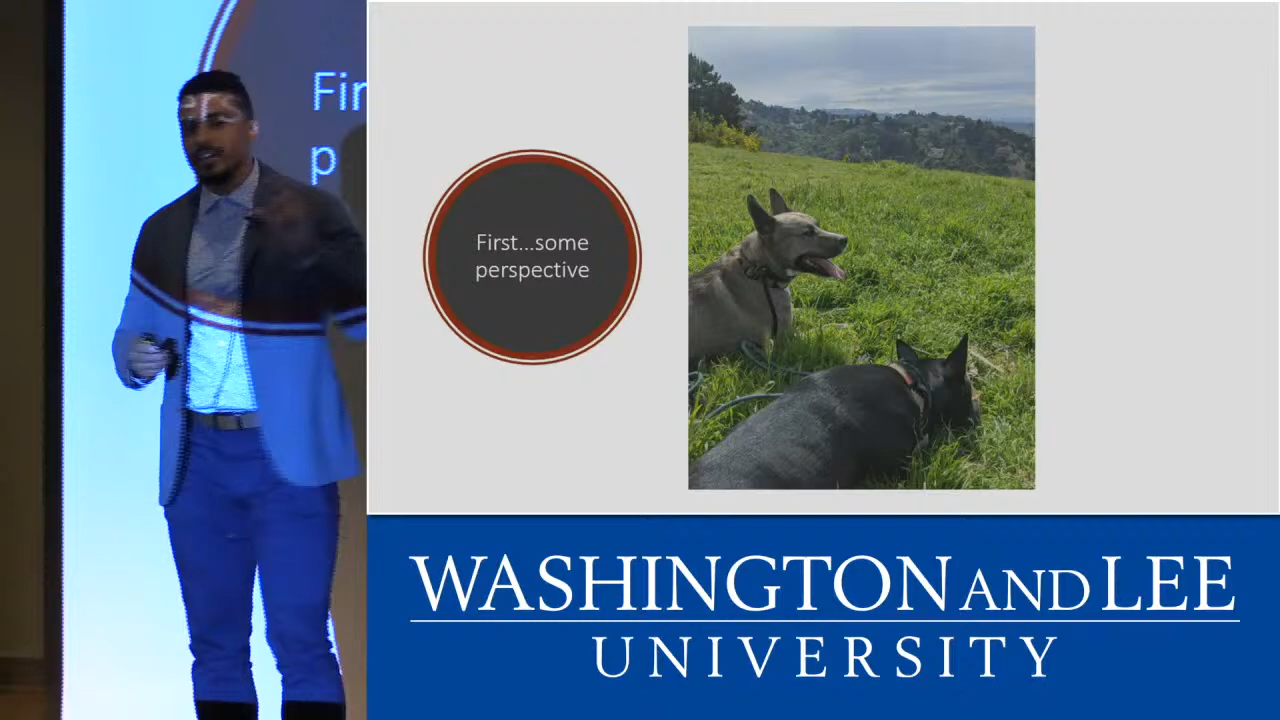 Fir
p
First...some
perspective
WASHINGTON AND LEE
UNIVERSITY